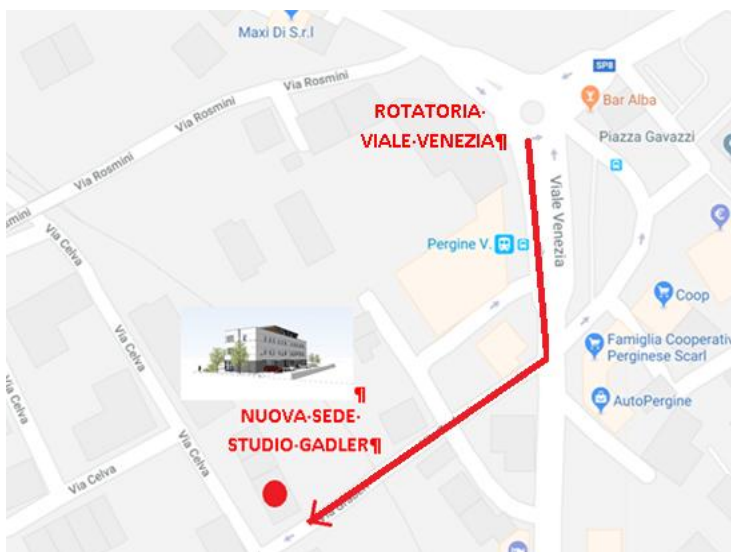 Maxi Di S.r.l
SP8
Via Rosmini
Bar Alba
ROTATORIA·
VIALE·VENEZIA¶
Via Rosmini
Piazza Gavazzi
Via Rosmini
Viale Venezia
Via Celva
Pergine V.
Coop
Via Celva
Famiglia Cooperativ
Perginese Scarl
Via Celva
¶
NUOVA·SEDE·
STUDIO·GADLER¶
AutoPergine
Via Celva
Via Celva